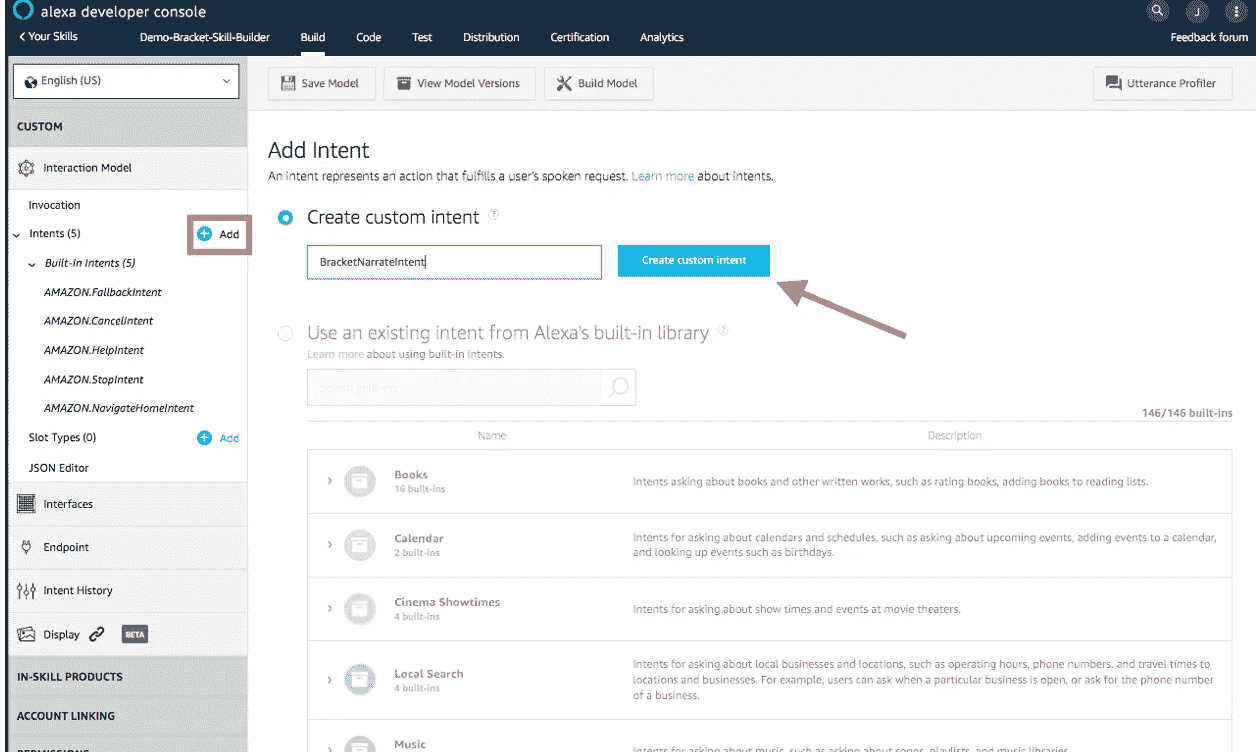 alexa developer console
J
Your Skills
Demo-Bracket-Skill-Builder
Build
Code
Test
Distribution
Certification
Analytics
Feedback forum
English (US)
Save Model
View Model Versions
Build Model
Utterance Profiler
CUSTOM
Interaction Model
Invocation
Intents (5)
Add
Built-In Intents (5)
AMAZON.FallbackIntent
AMAZON.CancelIntent
AMAZON.HelpIntent
AMAZON.StopIntent
AMAZON.NavigateHomeIntent
Slot Types (0)
Add
JSON Editor
Interfaces
Endpoint
Intent History
Display
BETA
IN-SKILL PRODUCTS
ACCOUNT LINKING
PERMISSIONS
Add Intent
An intent represents an action that fulfills a user's spoken request. Learn more about intents.
Create custom intent ?
BracketNarrateIntent
Create custom intent
Use an existing intent from Alexa's built-in library ?
Learn more about using built-in intents.
146/146 built-ins
Name
Description
Books
16 built-ins
Intents asking about books and other written works, such as rating books, adding books to reading lists.
Calendar
2 built-ins
Intents for asking about calendars and schedules, such as asking about upcoming events, adding events to a calendar,
and looking up events such as birthdays.
Cinema Showtimes
4 built-ins
Intents for asking about show times and events at movie theaters.
Local Search
4 built-ins
Intents for asking about local businesses and locations, such as operating hours, phone numbers, and travel times to
locations and businesses. For example, users can ask when a particular business is open, or ask for the phone number
of a business.
Music
Intents for asking about music, such as asking about songs, playlists, and music libraries.